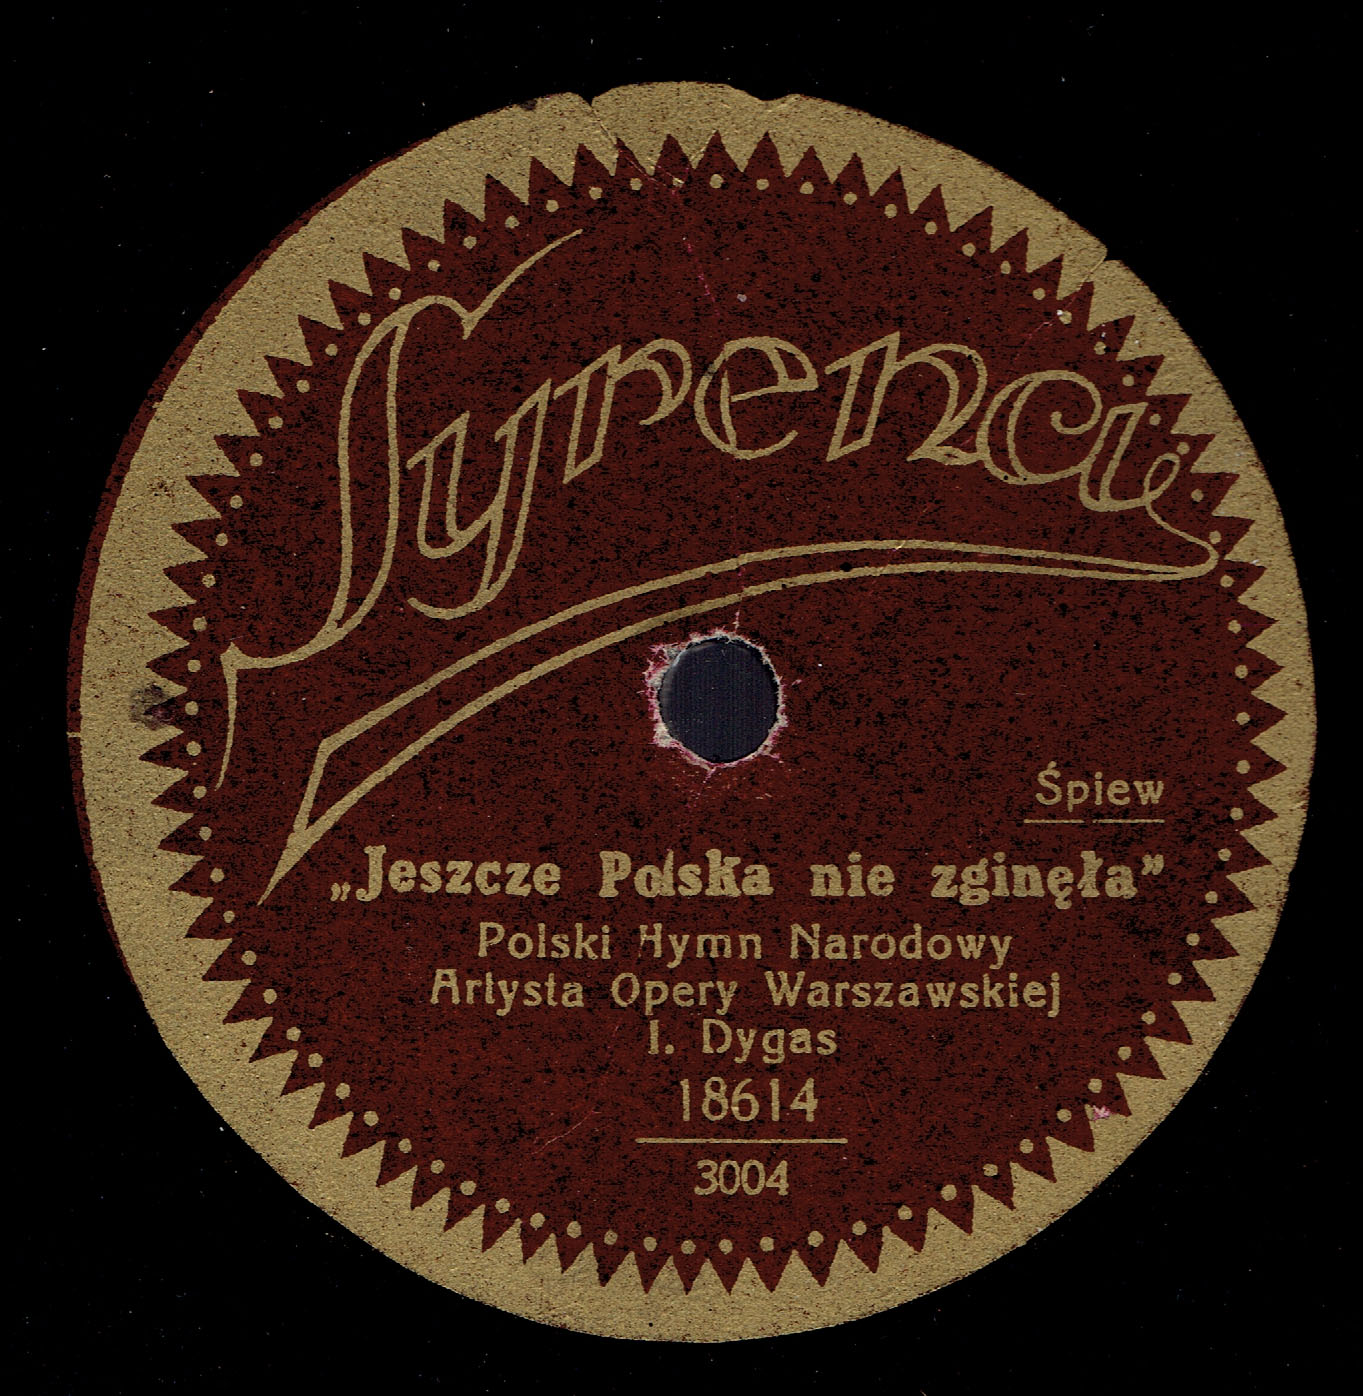 Syrena
Śpiew
„Jeszcze Polska nie zginęła”
Polski Hymn Narodowy
Artysta Opery Warszawskiej
I. Dygas
18614
3004